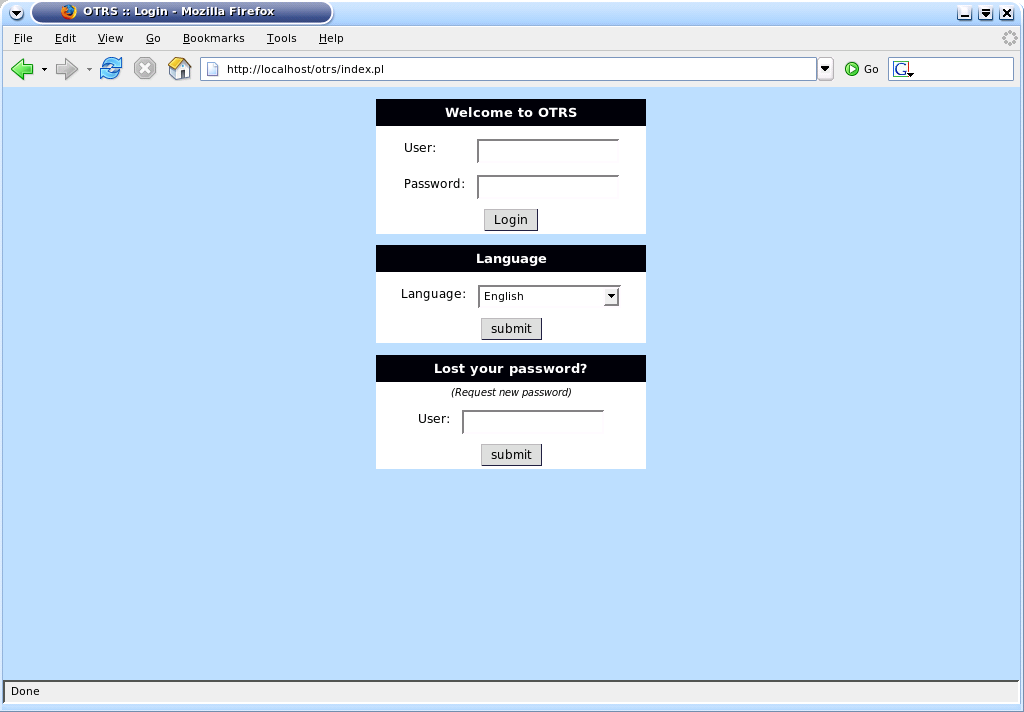 OTRS :: Login - Mozilla Firefox
File Edit View Go Bookmarks Tools Help
http://localhost/otrs/index.pl Go G
Welcome to OTRS
User:
Password:
Login
Language
Language: English
submit
Lost your password?
(Request new password)
User:
submit
Done